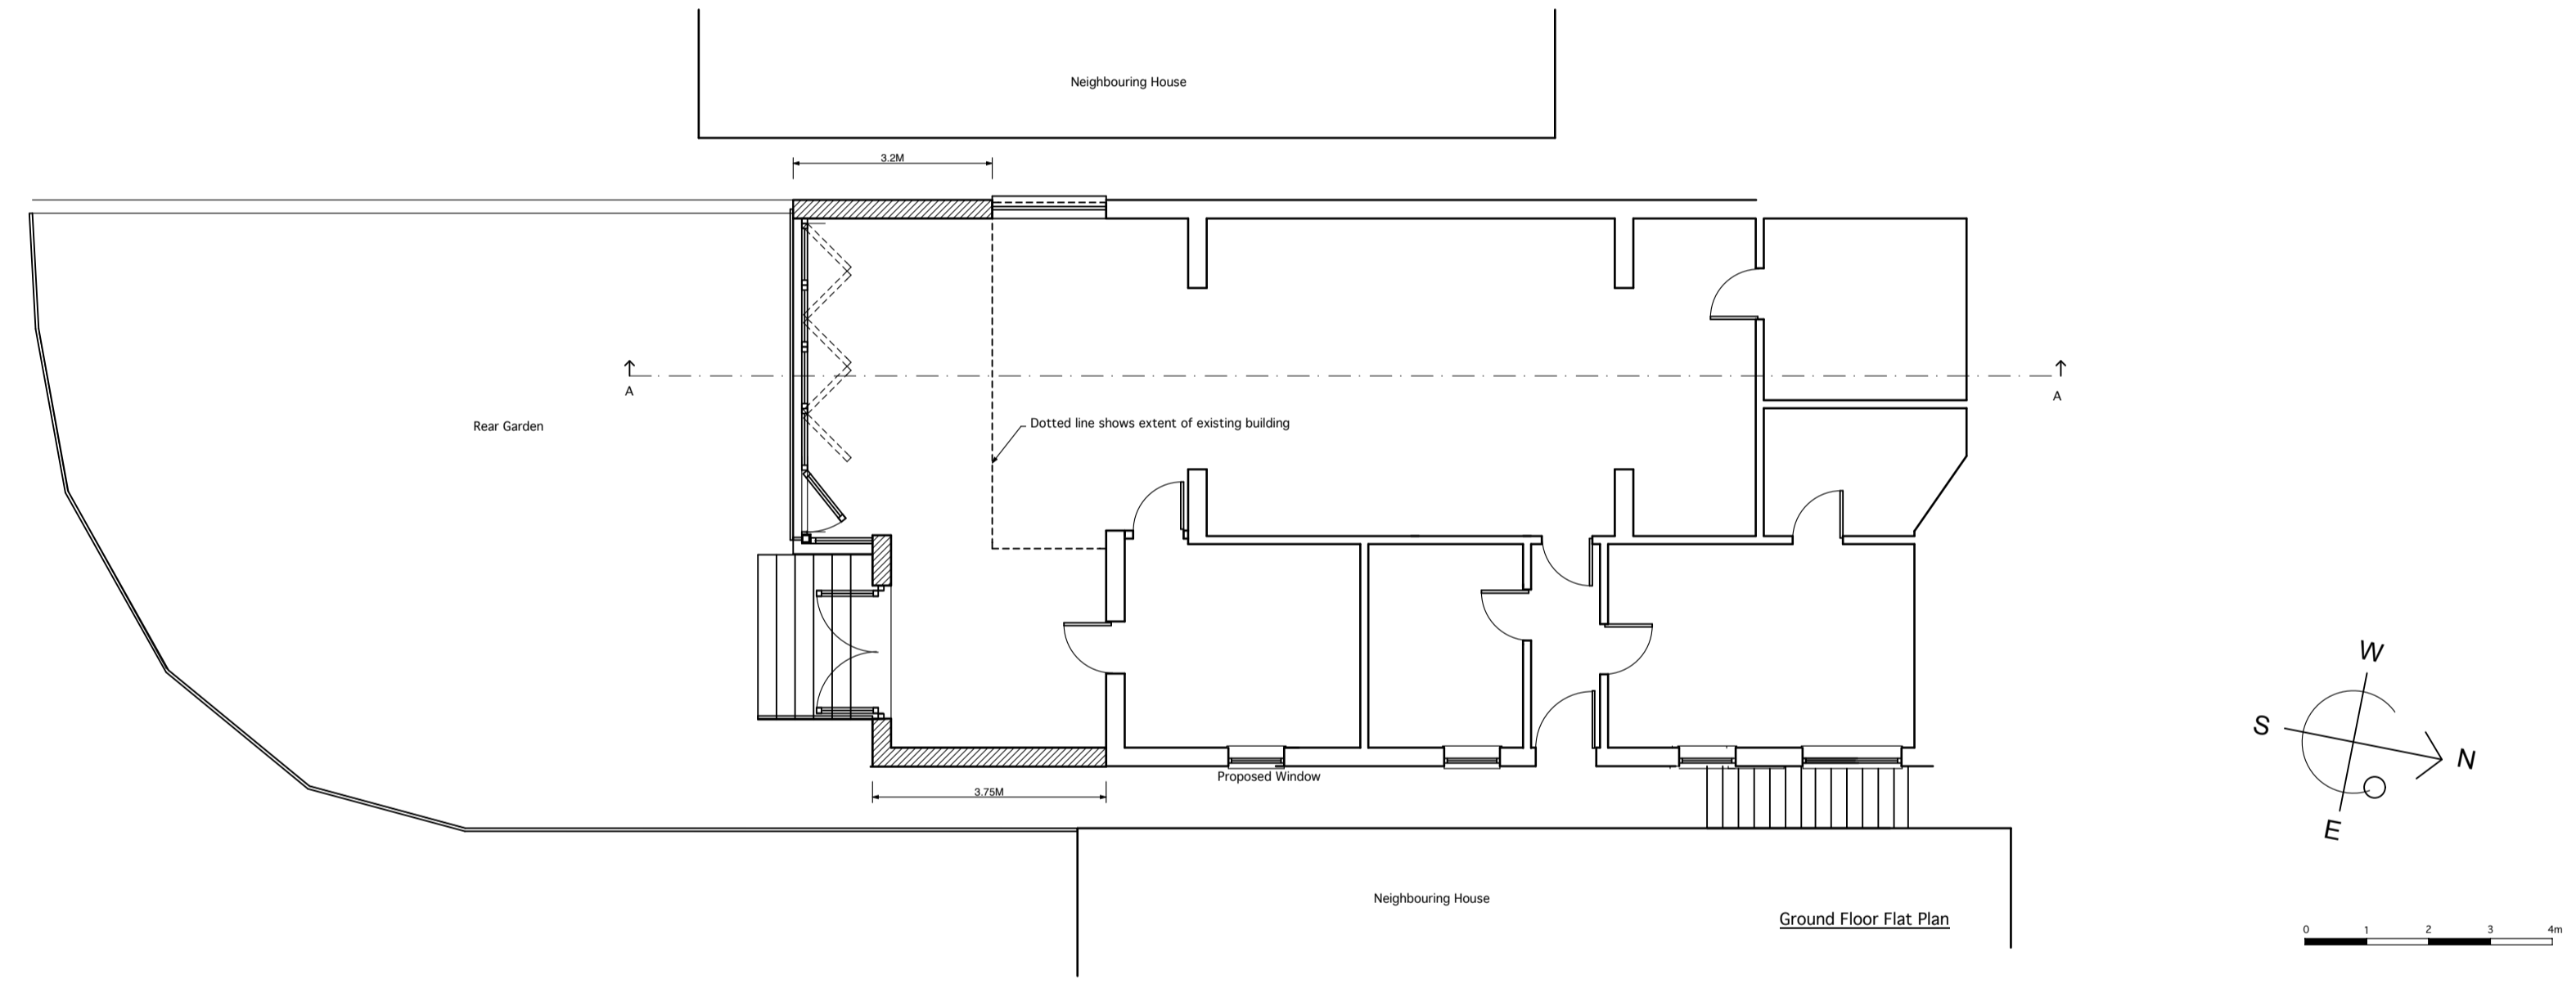 Neighbouring House
3.2M
A
A
Rear Garden
Dotted line shows extent of existing building
W
S
N
E
Proposed Window
3.75M
Neighbouring House
Ground Floor Flat Plan
0 1 2 3 4m